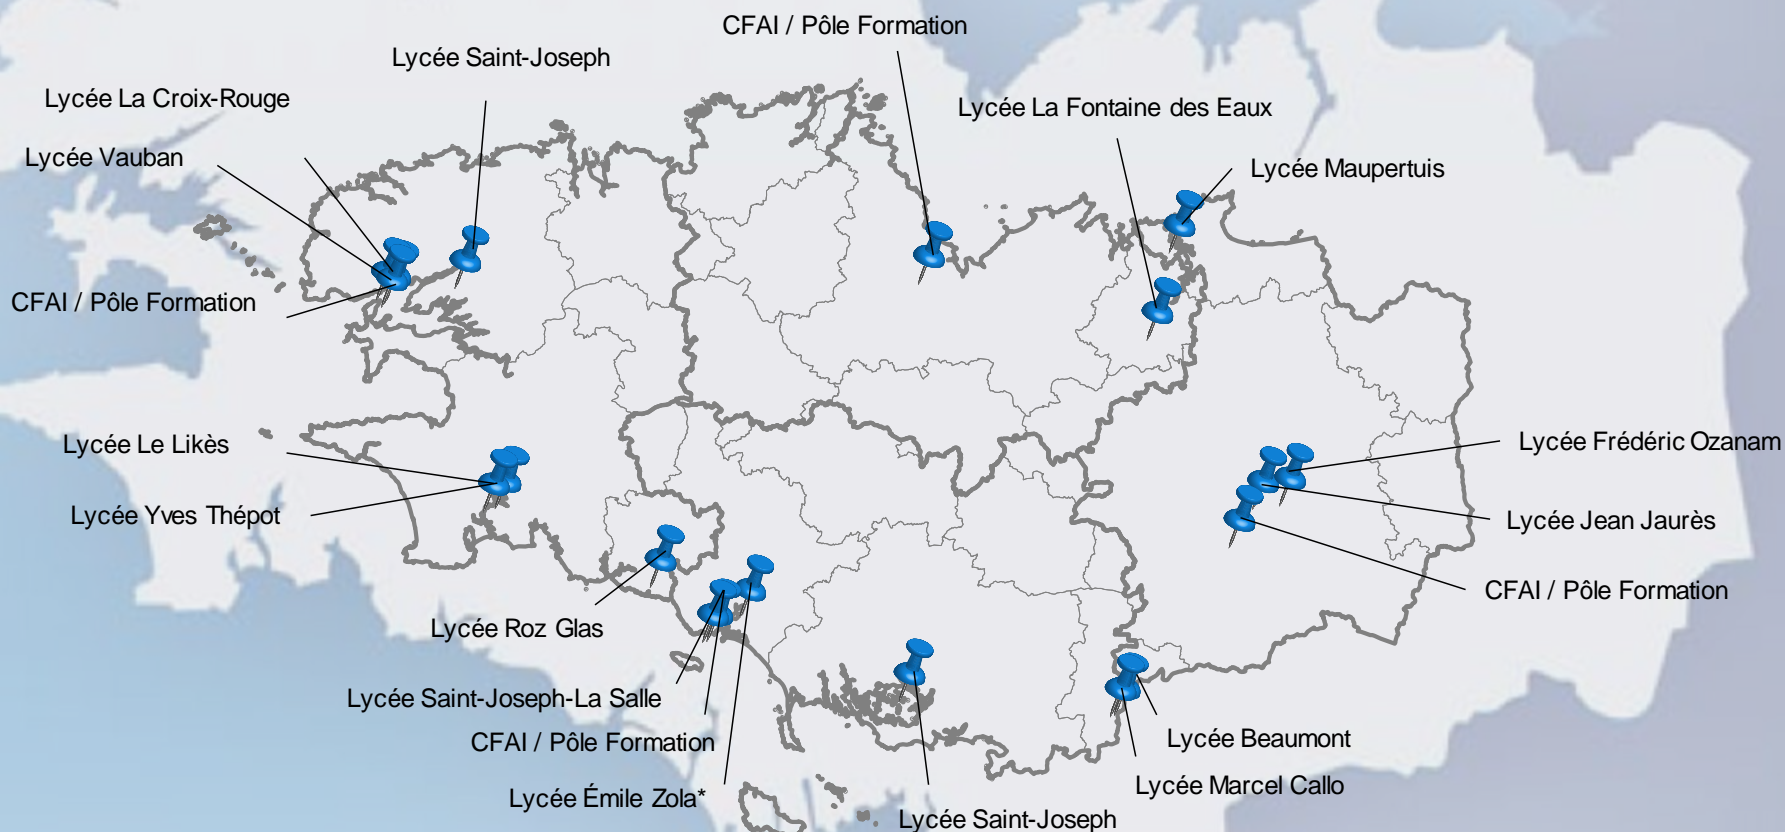 CFAI / Pôle Formation
Lycée Saint-Joseph
Lycée La Croix-Rouge
Lycée La Fontaine des Eaux
Lycée Vauban
Lycée Maupertuis
CFAI / Pôle Formation
Lycée Le Likès
Lycée Frédéric Ozanam
Lycée Yves Thépot
Lycée Jean Jaurès
CFAI / Pôle Formation
Lycée Roz Glas
Lycée Saint-Joseph-La Salle
CFAI / Pôle Formation
Lycée Beaumont
Lycée Marcel Callo
Lycée Émile Zola*
Lycée Saint-Joseph